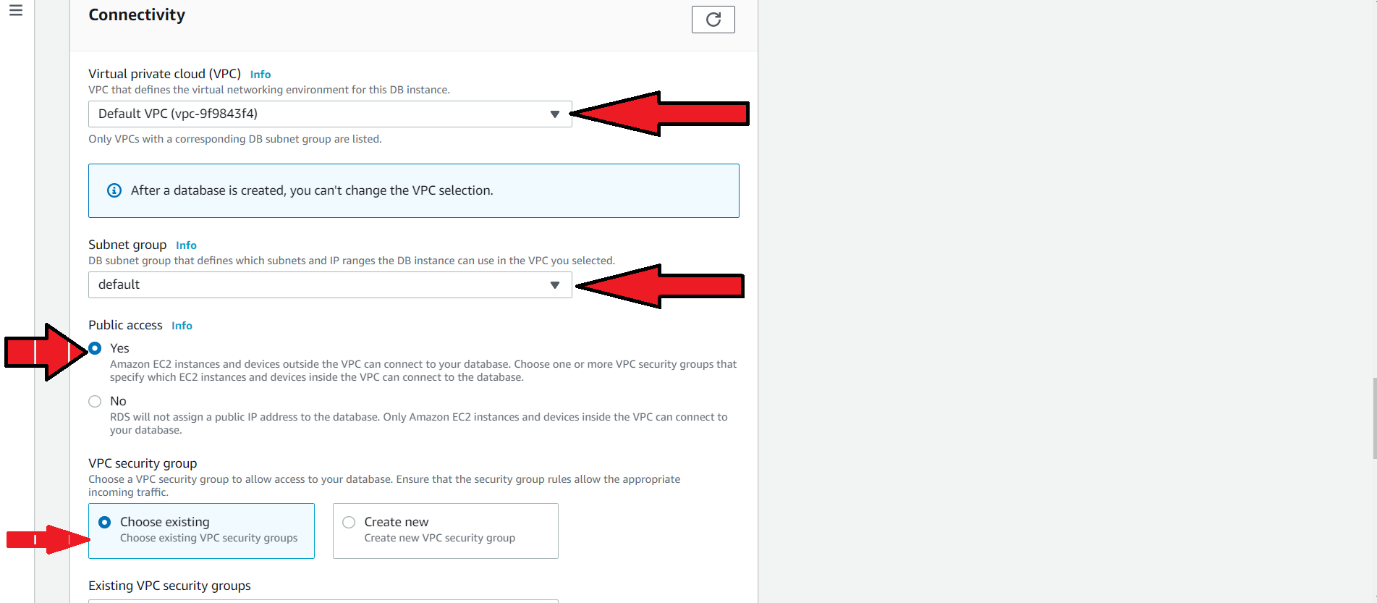 Connectivity
Virtual private cloud (VPC) Info
VPC that defines the virtual networking environment for this DB instance.
Default VPC (vpc-9f9843f4)
Only VPCs with a corresponding DB subnet group are listed.
After a database is created, you can't change the VPC selection.
Subnet group Info
DB subnet group that defines which subnets and IP ranges the DB instance can use in the VPC you selected.
default
Public access Info
Yes
Amazon EC2 instances and devices outside the VPC can connect to your database. Choose one or more VPC security groups that
specify which EC2 instances and devices inside the VPC can connect to the database.
No
RDS will not assign a public IP address to the database. Only Amazon EC2 instances and devices inside the VPC can connect to
your database.
VPC security group
Choose a VPC security group to allow access to your database. Ensure that the security group rules allow the appropriate
incoming traffic.
Choose existing
Choose existing VPC security groups
Create new
Create new VPC security group
Existing VPC security groups